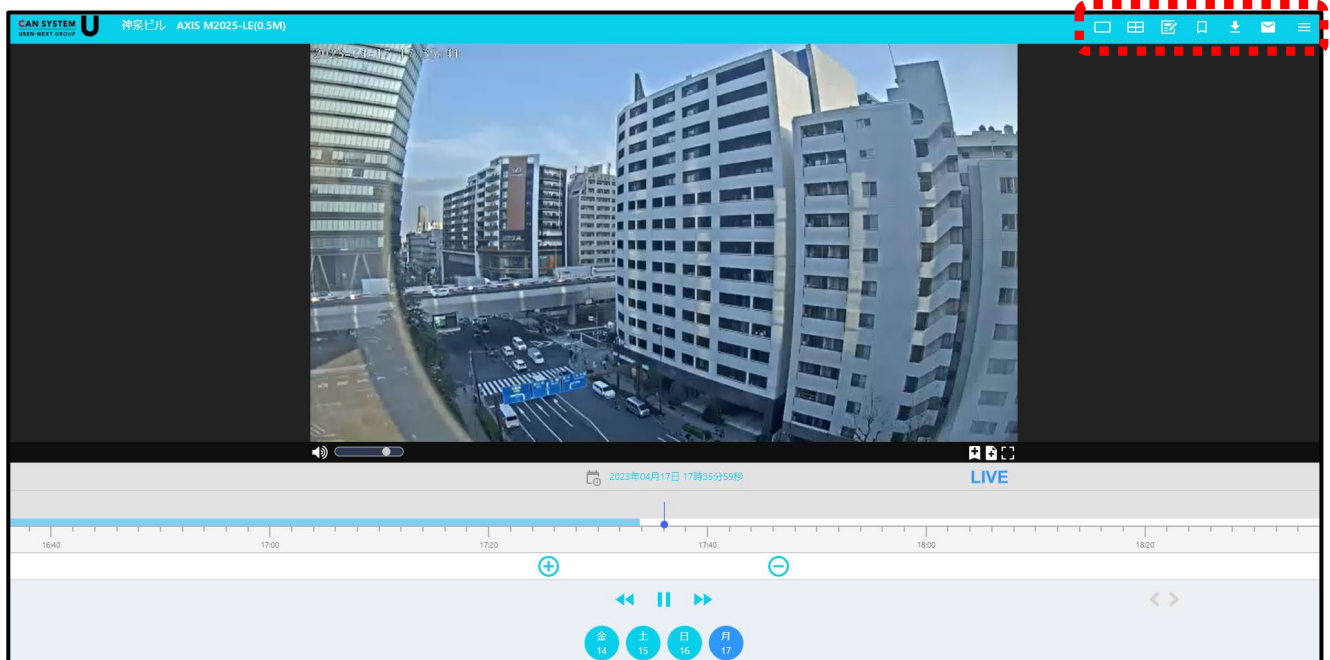 CAN SYSTEM U
USEN-NEXT GROUP
神泉ビル AXIS M2025-LE(0.5M)
2023年04月17日 17時35分59秒
LIVE
16:40 17:00 17:20 17:40 18:00 18:20
金 土 日 月
14 15 16 17